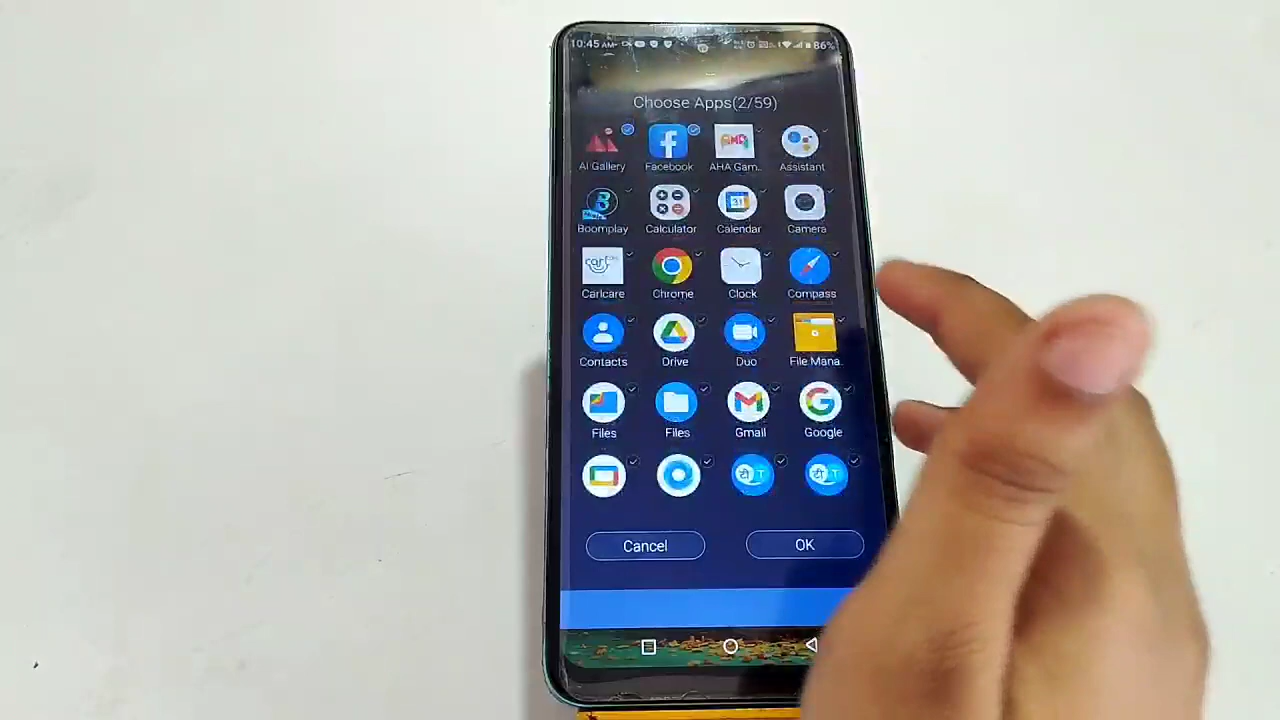 10:45 AM 86%
Choose Apps(2/59)
AI Gallery Facebook AHA Gam.. Assistant
31
Boomplay Calculator Calendar Camera
Carlcare Chrome Clock Compass
Contacts Drive Duo File Mana.
Files Files Gmail Google
टी T टी T
Cancel OK